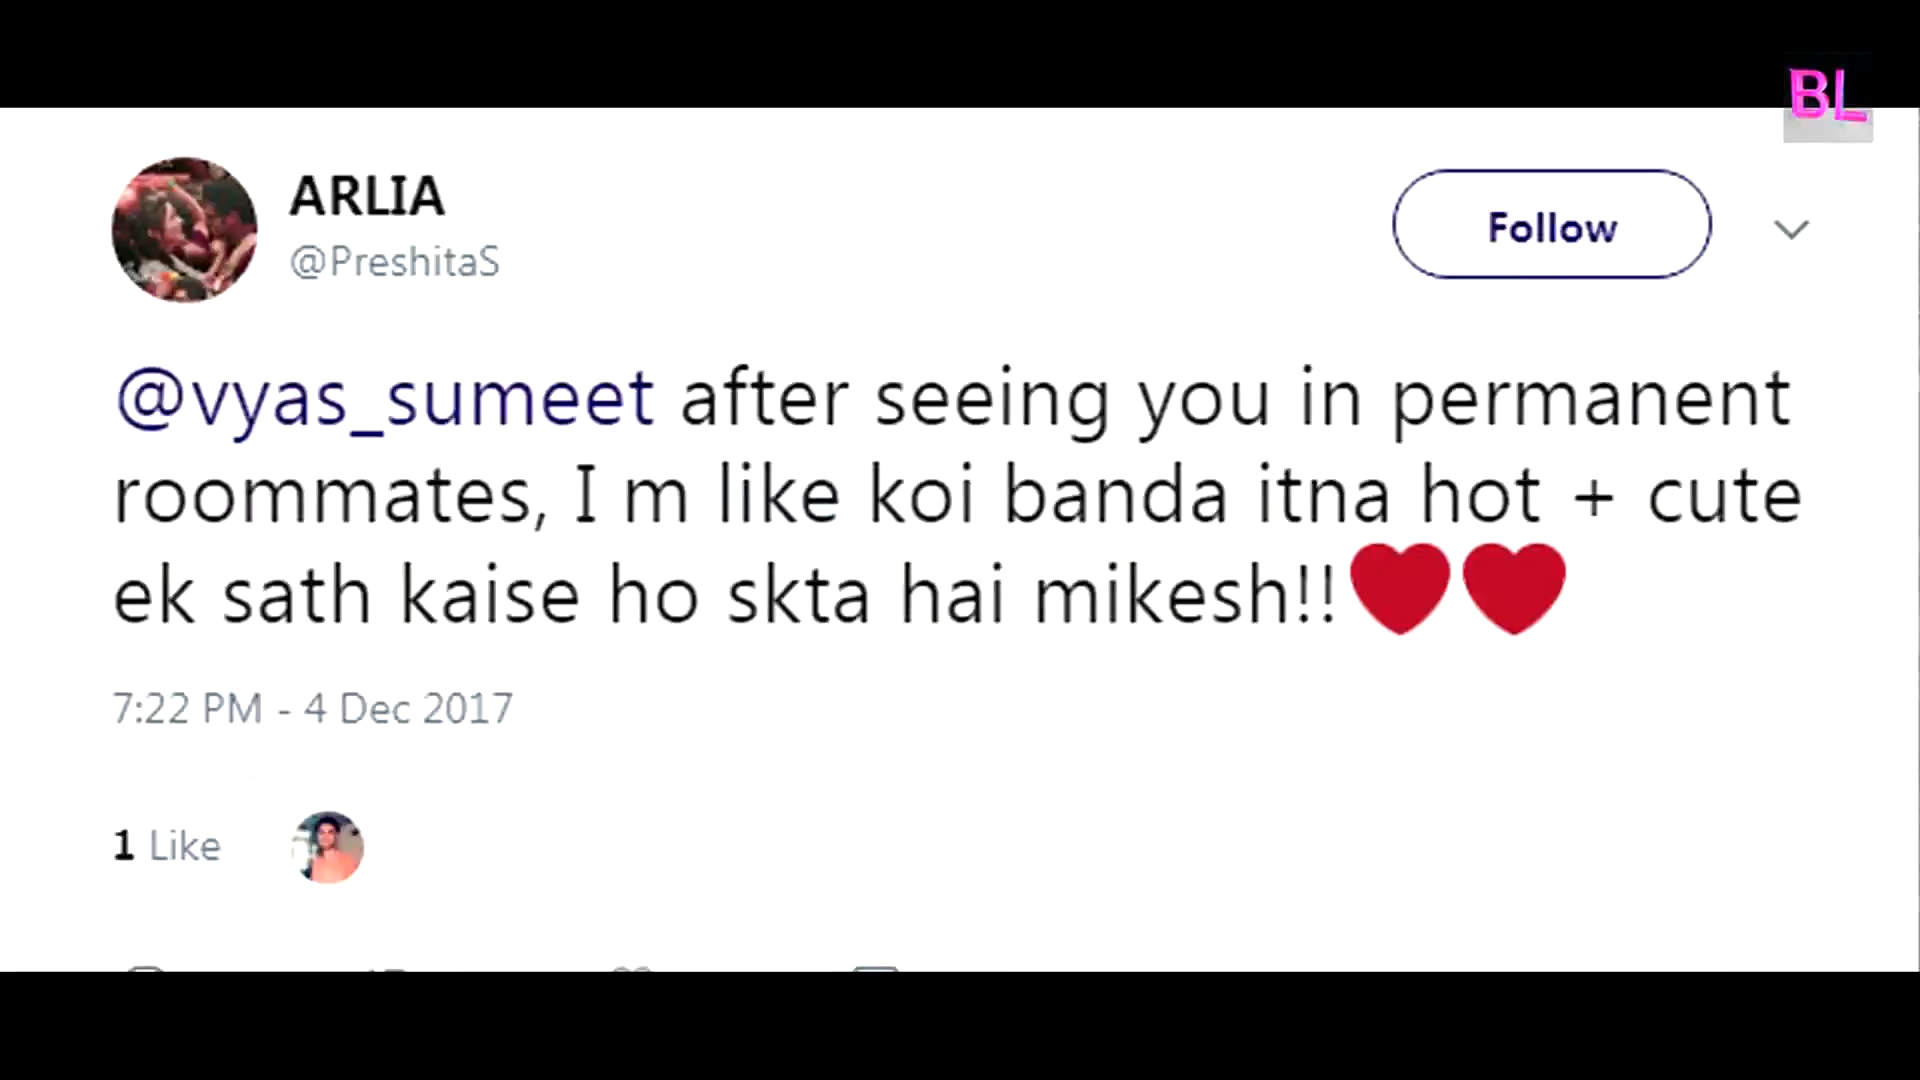 BL
ARLIA
@PreshitaS
Follow
@vyas_sumeet after seeing you in permanent
roommates, I m like koi banda itna hot + cute
ek sath kaise ho skta hai mikesh!!❤❤
7:22 PM - 4 Dec 2017
1 Like